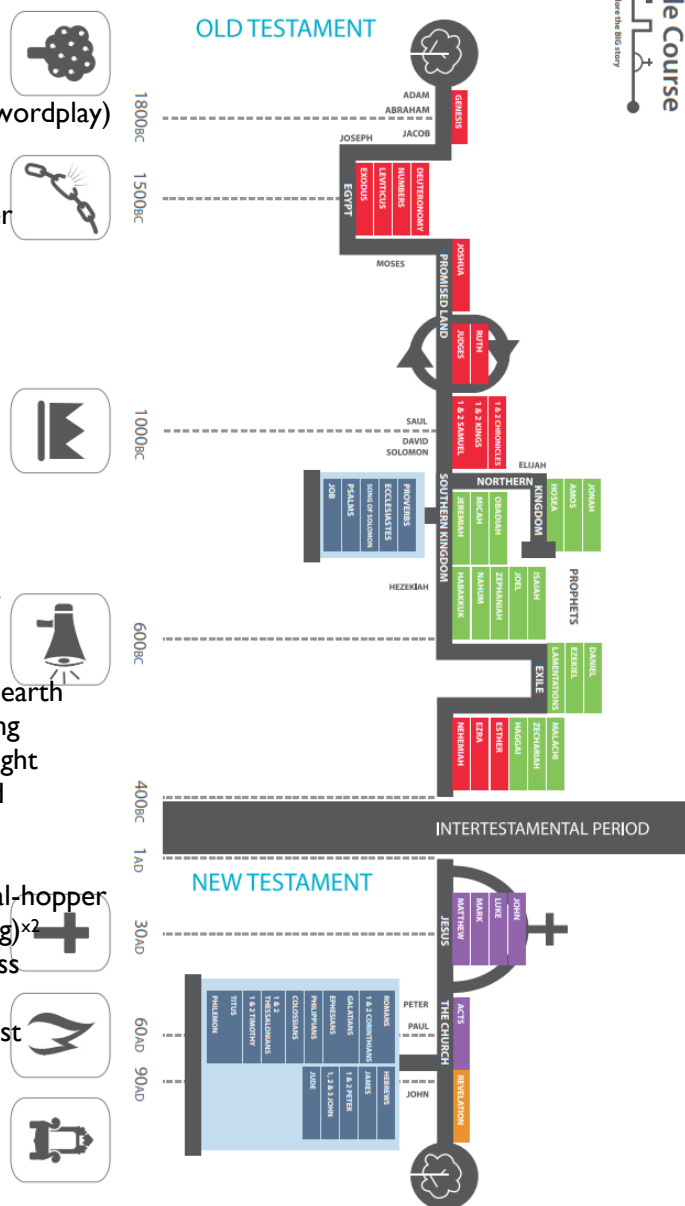 le Course
lore the BIG story
OLD TESTAMENT
wordplay)
er
earth
ng
ght
al-hopper
g)x2
ss
st
1800BC
1500BC
1000BC
600BC
400BC
1AD
30AD
60AD
90AD
ADAM
ABRAHAM
JACOB
JOSEPH
MOSES
SAUL
DAVID
SOLOMON
ELIJAH
HEZEKIAH
GENESIS
EGYPT
EXODUS
LEVITICUS
NUMBERS
DEUTERONOMY
PROMISED LAND
JOSHUA
JUDGES
RUTH
1 & 2 SAMUEL
1 & 2 KINGS
1 & 2 CHRONICLES
NORTHERN
KINGDOM
SOUTHERN KINGDOM
HOSEA
AMOS
JONAH
JOB
PSALMS
SONG OF SOLOMON
ECCLESIASTES
PROVERBS
JEREMIAH
MICAH
OBADIAH
PROPHETS
HABAKKUK
NAHUM
ZEPHANIAH
JOEL
ISAIAH
EXILE
LAMENTATIONS
EZEKIEL
DANIEL
NEHEMIAH
EZRA
ESTHER
HAGGAI
ZECHARIAH
MALACHI
INTERTESTAMENTAL PERIOD
NEW TESTAMENT
JESUS
MATTHEW
MARK
LUKE
JOHN
THE CHURCH
ACTS
REVELATION
PETER
PAUL
JOHN
ROMANS
1 & 2 CORINTHIANS
GALATIANS
EPHESIANS
PHILIPPIANS
COLOSSIANS
1 & 2
THESSALONIANS
1 & 2 TIMOTHY
TITUS
PHILEMON
HEBREWS
JAMES
1 & 2 PETER
1, 2 & 3 JOHN
JUDE